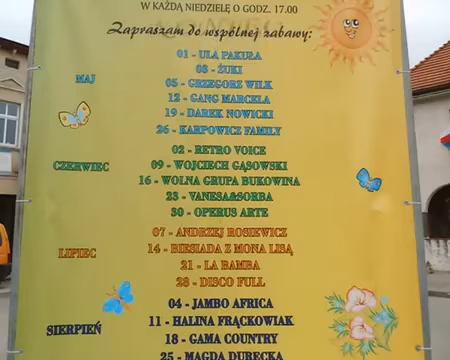 W KAŻDĄ NIEDZIELĘ O GODZ. 17.00
Zapraszam do wspólnej zabawy:
MAJ
01 - ULA PAKUŁA
08 - ŻUKI
05 - GRZEGORZ WILK
12 - GANG MARCELA
19 - DAREK NOWICKI
26 - KARPOWICZ FAMILY
CZERWIEC
02 - RETRO VOICE
09 - WOJCIECH GĄSOWSKI
16 - WOLNA GRUPA BUKOWINA
23 - VANESA&SORBA
30 - OPERUS ARTE
LIPIEC
07 - ANDRZEJ ROSIEWICZ
14 - BIESIADA Z MONA LISĄ
21 - LA BAMBA
28 - DISCO FULL
SIERPIEŃ
04 - JAMBO AFRICA
11 - HALINA FRĄCKOWIAK
18 - GAMA COUNTRY
25 - MAGDA DURECKA